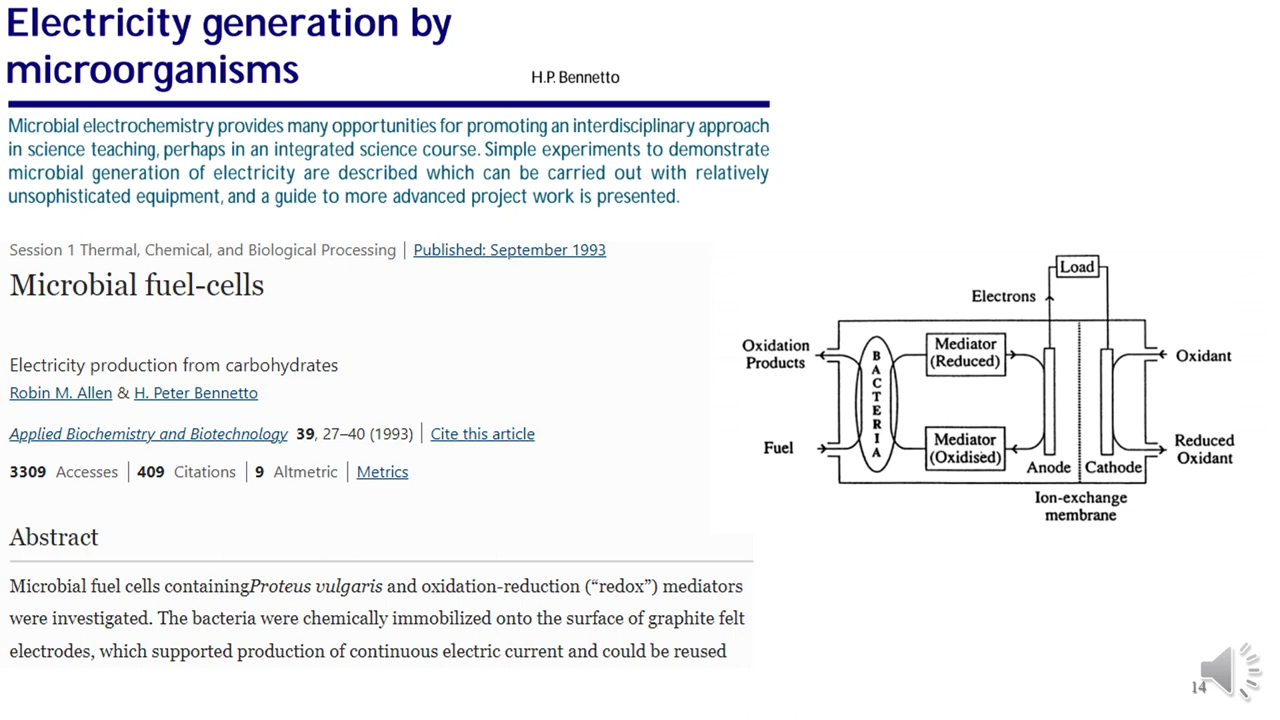 Electricity generation by
microorganisms
H.P. Bennetto
Microbial electrochemistry provides many opportunities for promoting an interdisciplinary approach
in science teaching, perhaps in an integrated science course. Simple experiments to demonstrate
microbial generation of electricity are described which can be carried out with relatively
unsophisticated equipment, and a guide to more advanced project work is presented.
Session 1 Thermal, Chemical, and Biological Processing | Published: September 1993
Microbial fuel-cells
Electricity production from carbohydrates
Robin M. Allen & H. Peter Bennetto
Applied Biochemistry and Biotechnology 39, 27–40 (1993) | Cite this article
3309 Accesses | 409 Citations | 9 Altmetric | Metrics
Abstract
Microbial fuel cells containingProteus vulgaris and oxidation-reduction (“redox”) mediators
were investigated. The bacteria were chemically immobilized onto the surface of graphite felt
electrodes, which supported production of continuous electric current and could be reused
Load
Electrons
Oxidation
Products
BACTERIA
Mediator
(Reduced)
Oxidant
Fuel
Mediator
(Oxidised)
Anode
Cathode
Reduced
Oxidant
Ion-exchange
membrane
14